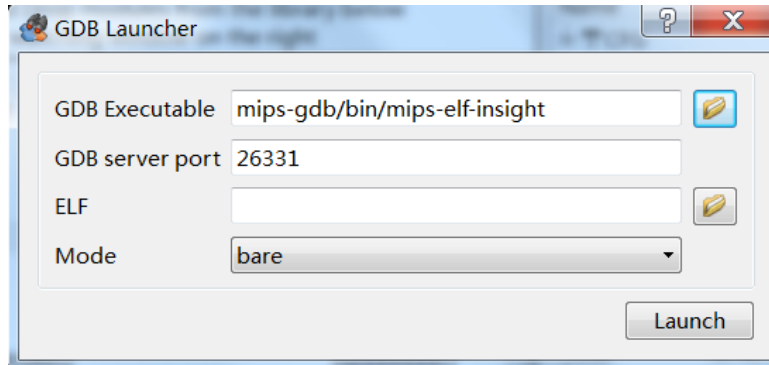 GDB Launcher
GDB Executable mips-gdb/bin/mips-elf-insight
GDB server port 26331
ELF
Mode bare
Launch